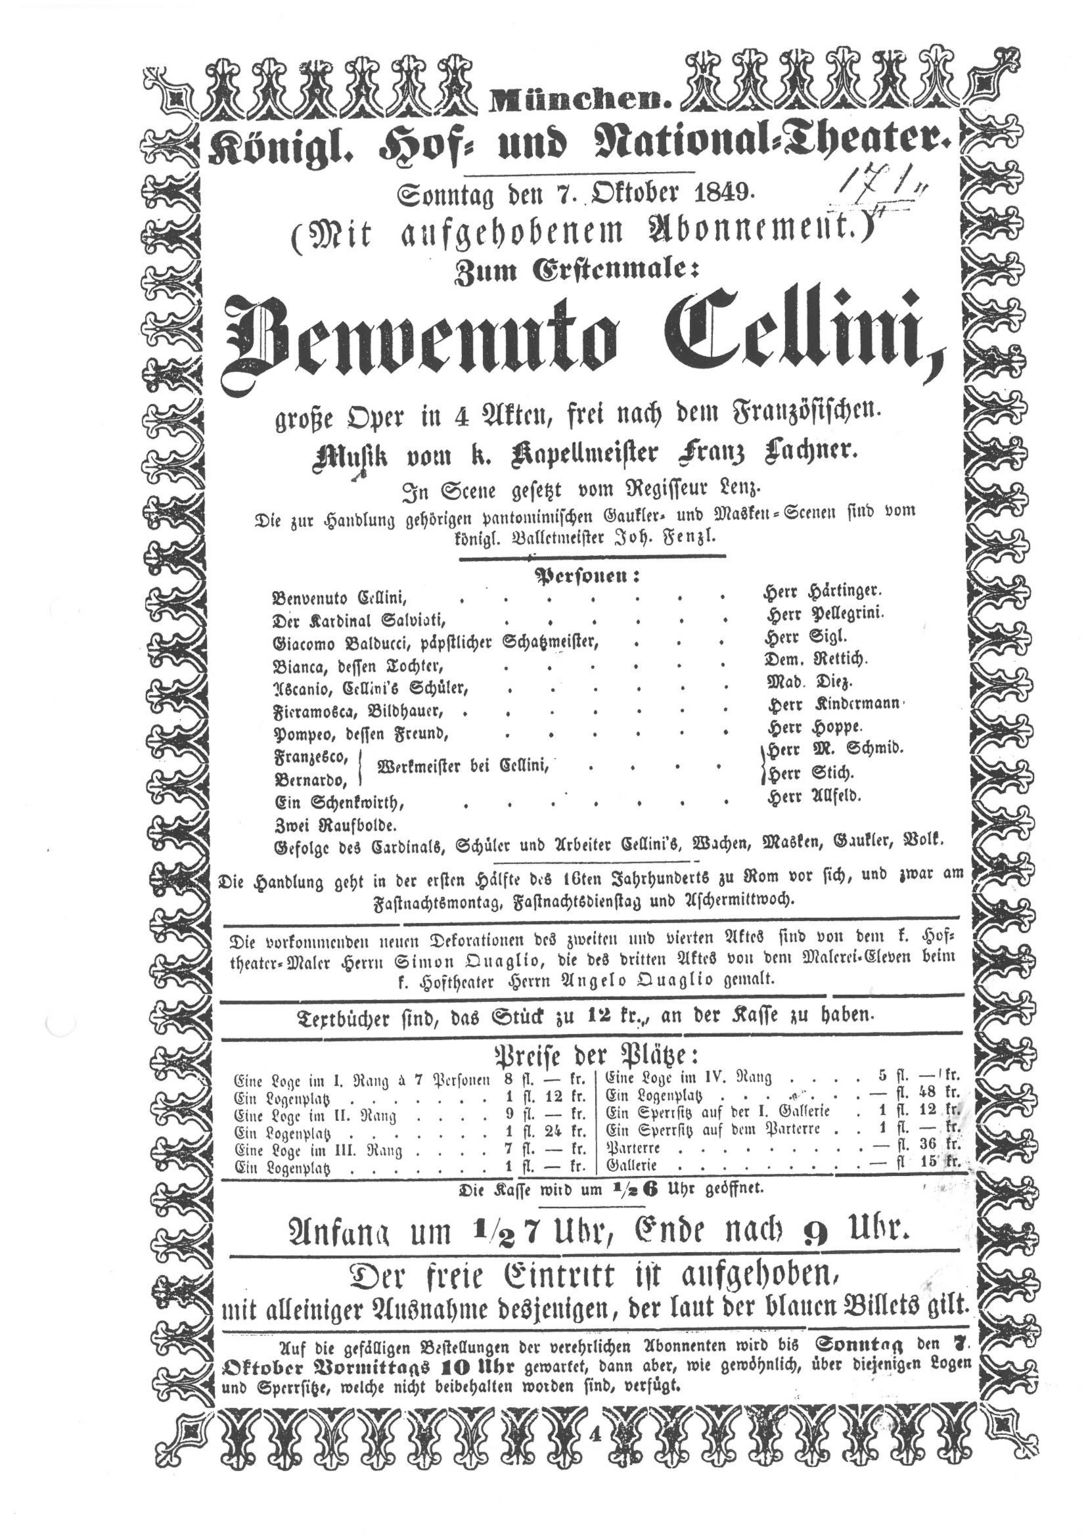 München.
Königl. Hof- und National-Theater.
171
Sonntag den 7. Oktober 1849.
(Mit aufgehobenem Abonnement.)
Zum Erstenmale:
Benvenuto Cellini,
große Oper in 4 Akten, frei nach dem Französischen.
Musik vom k. Kapellmeister Franz Lachner.
In Scene gesetzt vom Regisseur Lenz.
Die zur Handlung gehörigen pantomimischen Gaukler- und Masken-Scenen sind vom
königl. Balletmeister Joh. Fenzl.
Personen:
Benvenuto Cellini, . . . . . . . Herr Härtinger.
Der Kardinal Salviati, . . . . . . Herr Pellegrini.
Giacomo Balducci, päpstlicher Schatzmeister, . . . Herr Sigl.
Bianca, dessen Tochter, . . . . . . Dem. Rettich.
Ascanio, Cellini's Schüler, . . . . . . Mad. Diez.
Fieramosca, Bildhauer, . . . . . . . Herr Kindermann.
Pompeo, dessen Freund, . . . . . . Herr Hoppe.
Franzesco, } Werkmeister bei Cellini, . . . . { Herr M. Schmid.
Bernardo, } { Herr Stich.
Ein Schenkwirth, . . . . . . . Herr Allfeld.
Zwei Raufbolde.
Gefolge des Cardinals, Schüler und Arbeiter Cellini's, Wachen, Masken, Gaukler, Volk.
Die Handlung geht in der ersten Hälfte des 16ten Jahrhunderts zu Rom vor sich, und zwar am
Fastnachtsmontag, Fastnachtsdienstag und Aschermittwoch.
Die vorkommenden neuen Dekorationen des zweiten und vierten Aktes sind von dem k. Hof-
theater-Maler Herrn Simon Quaglio, die des dritten Aktes von dem Malerei-Eleven beim
k. Hoftheater Herrn Angelo Quaglio gemalt.
Textbücher sind, das Stück zu 12 kr., an der Kasse zu haben.
Preise der Plätze:
Eine Loge im I. Rang à 7 Personen 8 fl. — kr.
Ein Logenplatz . . . . . . . 1 fl. 12 kr.
Eine Loge im II. Rang . . . . . 9 fl. — kr.
Ein Logenplatz . . . . . . . 1 fl. 24 kr.
Eine Loge im III. Rang . . . . . 7 fl. — kr.
Ein Logenplatz . . . . . . . 1 fl. — kr.
Eine Loge im IV. Rang . . . . 5 fl. — kr.
Ein Logenplatz . . . . . . . — fl. 48 kr.
Ein Sperrsitz auf der I. Gallerie . 1 fl. 12 kr.
Ein Sperrsitz auf dem Parterre . . 1 fl. — kr.
Parterre . . . . . . . . . — fl. 36 kr.
Gallerie . . . . . . . . . — fl 15 kr.
Die Kasse wird um 1/2 6 Uhr geöffnet.
Anfang um 1/2 7 Uhr, Ende nach 9 Uhr.
Der freie Eintritt ist aufgehoben,
mit alleiniger Ausnahme desjenigen, der laut der blauen Billets gilt.
Auf die gefälligen Bestellungen der verehrlichen Abonnenten wird bis Sonntag den 7.
Oktober Vormittags 10 Uhr gewartet, dann aber, wie gewöhnlich, über diejenigen Logen
und Sperrsitze, welche nicht beibehalten worden sind, verfügt.
4